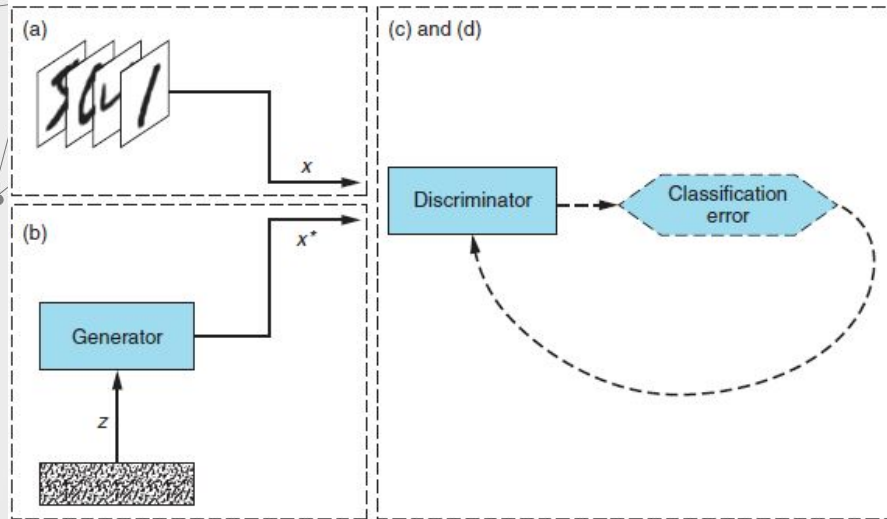 (a)
x
(b)
x*
Generator
z
(c) and (d)
Discriminator
Classification
error